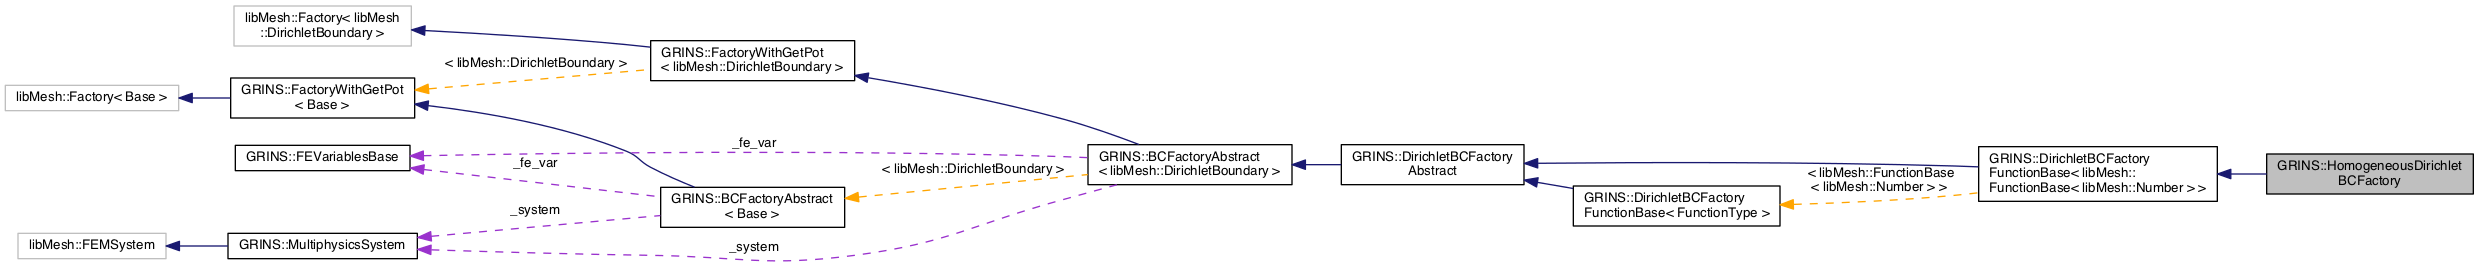 libMesh::Factory< libMesh
::DirichletBoundary >
GRINS::FactoryWithGetPot
< libMesh::DirichletBoundary >
< libMesh::DirichletBoundary >
libMesh::Factory< Base >
GRINS::FactoryWithGetPot
< Base >
GRINS::FEVariablesBase
_fe_var
_fe_var
GRINS::BCFactoryAbstract
< libMesh::DirichletBoundary >
< libMesh::DirichletBoundary >
GRINS::BCFactoryAbstract
< Base >
_system
_system
libMesh::FEMSystem
GRINS::MultiphysicsSystem
GRINS::DirichletBCFactory
Abstract
GRINS::DirichletBCFactory
FunctionBase< FunctionType >
< libMesh::FunctionBase
< libMesh::Number > >
GRINS::DirichletBCFactory
FunctionBase< libMesh::
FunctionBase< libMesh::Number > >
GRINS::HomogeneousDirichlet
BCFactory